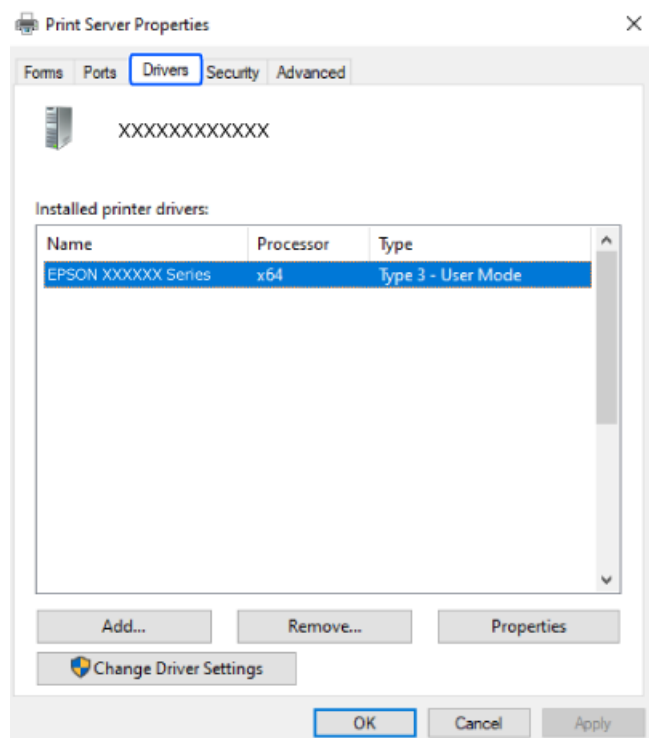 Print Server Properties
Forms Ports Drivers Security Advanced
XXXXXXXXXXXX
Installed printer drivers:
Name Processor Type
EPSON XXXXXX Series x64 Type 3 - User Mode
Add... Remove... Properties
Change Driver Settings
OK Cancel Apply